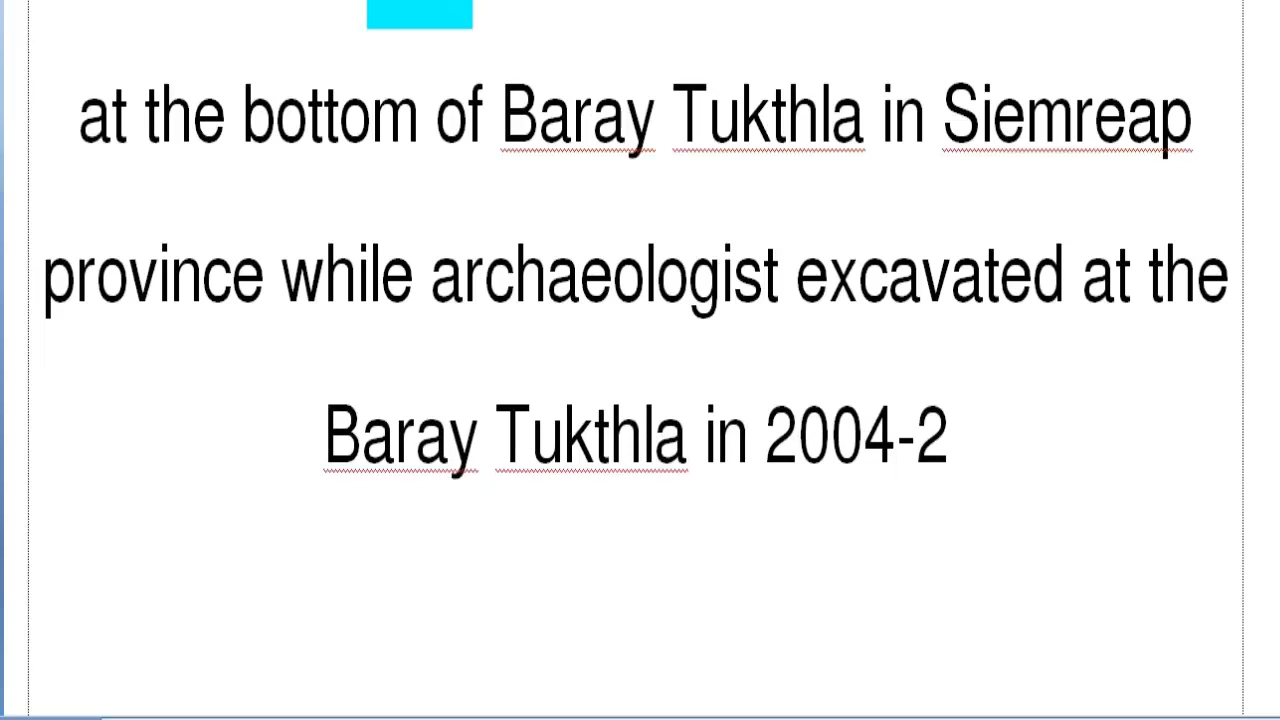 at the bottom of Baray Tukthla in Siemreap
province while archaeologist excavated at the
Baray Tukthla in 2004-2